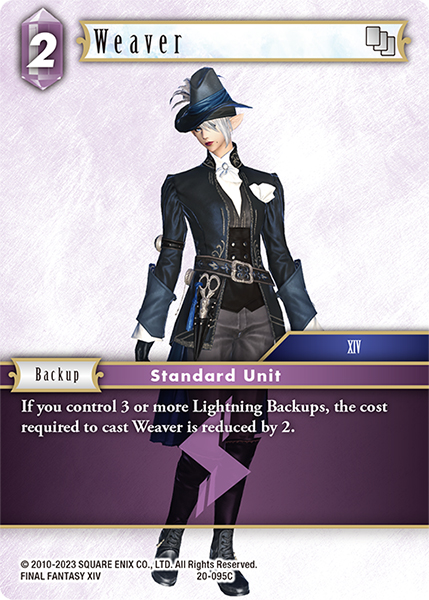 2
Weaver
XIV
Backup
Standard Unit
If you control 3 or more Lightning Backups, the cost
required to cast Weaver is reduced by 2.
© 2010-2023 SQUARE ENIX CO., LTD. All Rights Reserved.
FINAL FANTASY XIV 20-095C